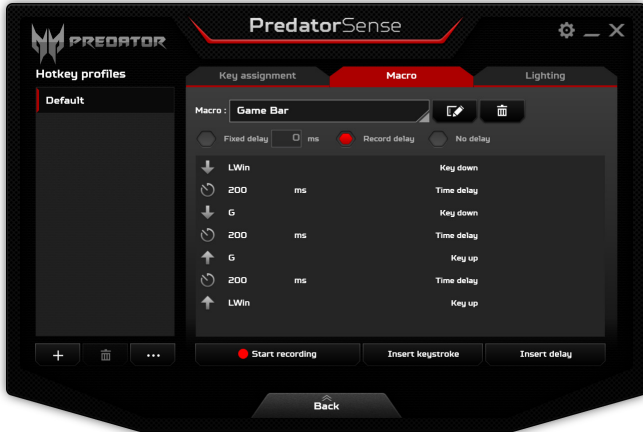 PredatorSense
PREDATOR
Hotkey profiles
Default
Key assignment
Macro
Lighting
Macro : Game Bar
Fixed delay 0 ms Record delay No delay
LWin Key down
200 ms Time delay
G Key down
200 ms Time delay
G Key up
200 ms Time delay
LWin Key up
Start recording
Insert keystroke
Insert delay
Back